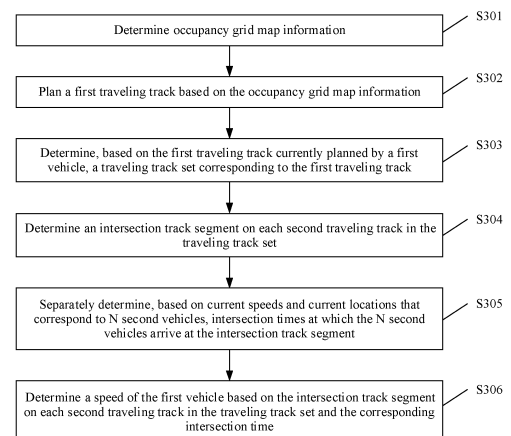 S301
Determine occupancy grid map information
S302
Plan a first traveling track based on the occupancy grid map information
S303
Determine, based on the first traveling track currently planned by a first
vehicle, a traveling track set corresponding to the first traveling track
S304
Determine an intersection track segment on each second traveling track in the
traveling track set
S305
Separately determine, based on current speeds and current locations that
correspond to N second vehicles, intersection times at which the N second
vehicles arrive at the intersection track segment
S306
Determine a speed of the first vehicle based on the intersection track segment
on each second traveling track in the traveling track set and the corresponding
intersection time